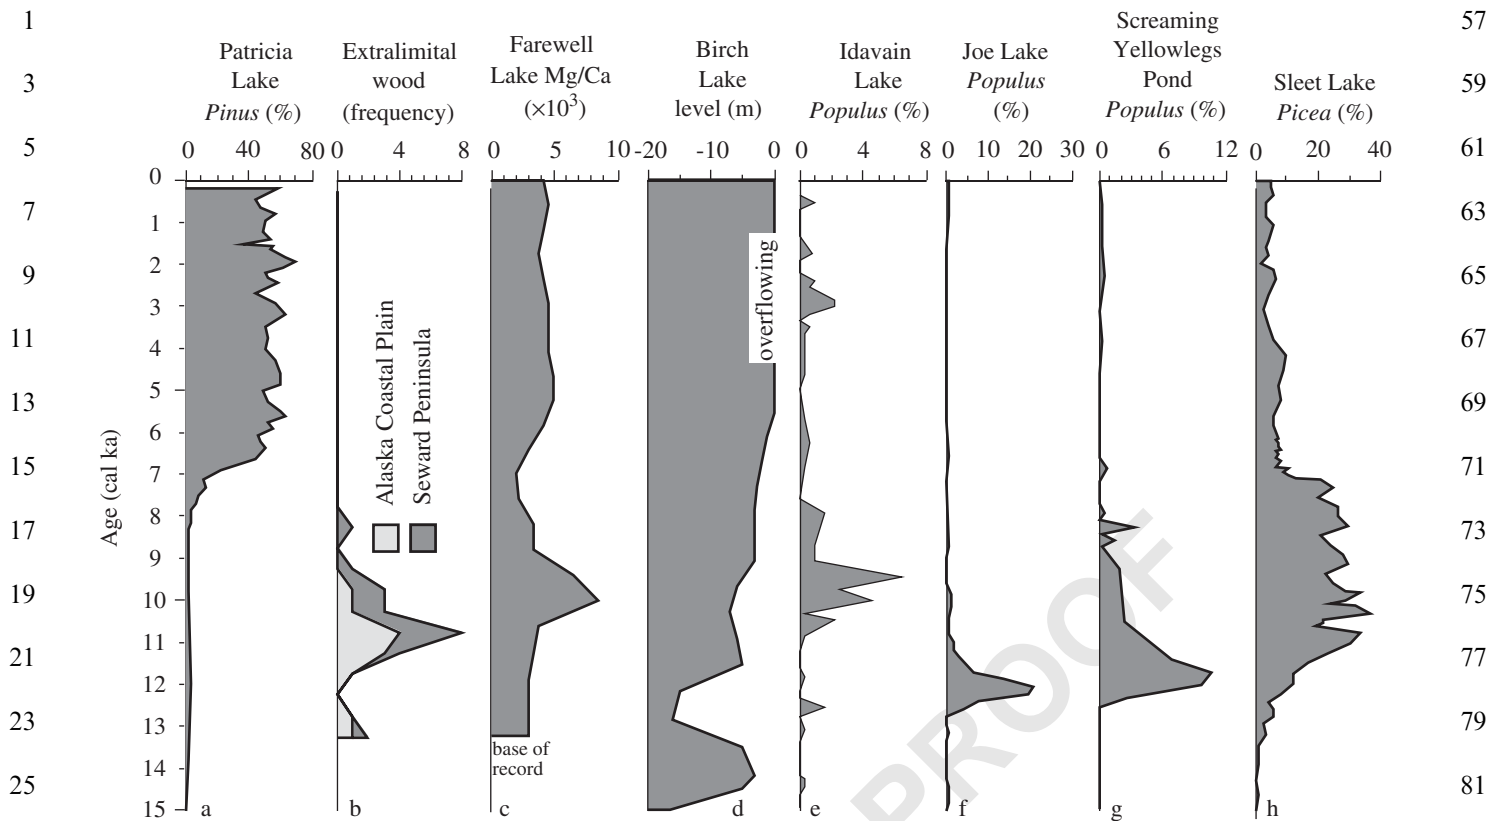 1
57
Screaming
Patricia
Extralimital
Farewell
Birch
Idavain
Joe Lake
Yellowlegs
Lake
wood
Lake Mg/Ca
Lake
Lake
Populus
Pond
Sleet Lake
3
59
Pinus (%)
(frequency)
(×10³)
level (m)
Populus (%)
(%)
Populus (%)
Picea (%)
5
61
0 40 80
0 4 8
0 5 10
-20 -10 0
0 4 8
0 10 20 30
0 6 12
0 20 40
0
7
63
1
2
9
65
3
11
67
4
5
13
69
6
15
71
7
8
17
73
9
19
75
10
11
21
77
12
23
79
13
14
25
81
15
Age (cal ka)
Alaska Coastal Plain
Seward Peninsula
overflowing
base of
record
a
b
c
d
e
f
g
h
PROOF